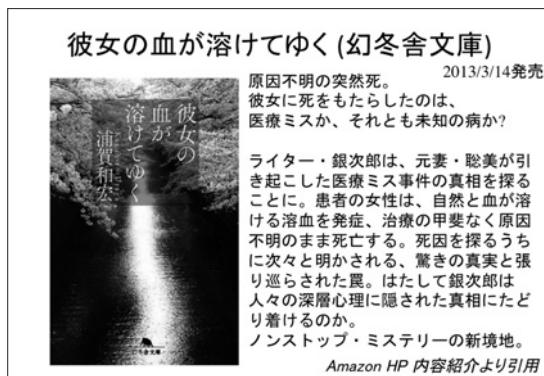 彼女の血が溶けてゆく(幻冬舎文庫)
2013/3/14発売
彼女の
血が
溶けてゆく
浦賀和宏
幻冬舎文庫
原因不明の突然死。
彼女に死をもたらしたのは、
医療ミスか、それとも未知の病か?
ライター・銀次郎は、元妻・聡美が引
き起こした医療ミス事件の真相を探る
ことに。患者の女性は、自然と血が溶
ける溶血を発症、治療の甲斐なく原因
不明のまま死亡する。死因を探るうち
に次々と明かされる、驚きの真実と張
り巡らされた罠。はたして銀次郎は
人々の深層心理に隠された真相にたど
り着けるのか。
ノンストップ・ミステリーの新境地。
Amazon HP 内容紹介より引用